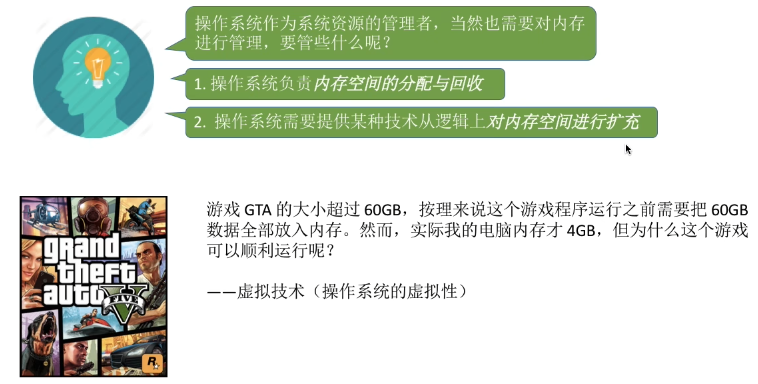 操作系统作为系统资源的管理者，当然也需要对内存
进行管理，要管些什么呢？
1. 操作系统负责内存空间的分配与回收
2. 操作系统需要提供某种技术从逻辑上对内存空间进行扩充
游戏 GTA 的大小超过 60GB，按理来说这个游戏程序运行之前需要把 60GB
数据全部放入内存。然而，实际我的电脑内存才 4GB，但为什么这个游戏
可以顺利运行呢？
——虚拟技术（操作系统的虚拟性）
grand
theft
auto
V
FIVE
R